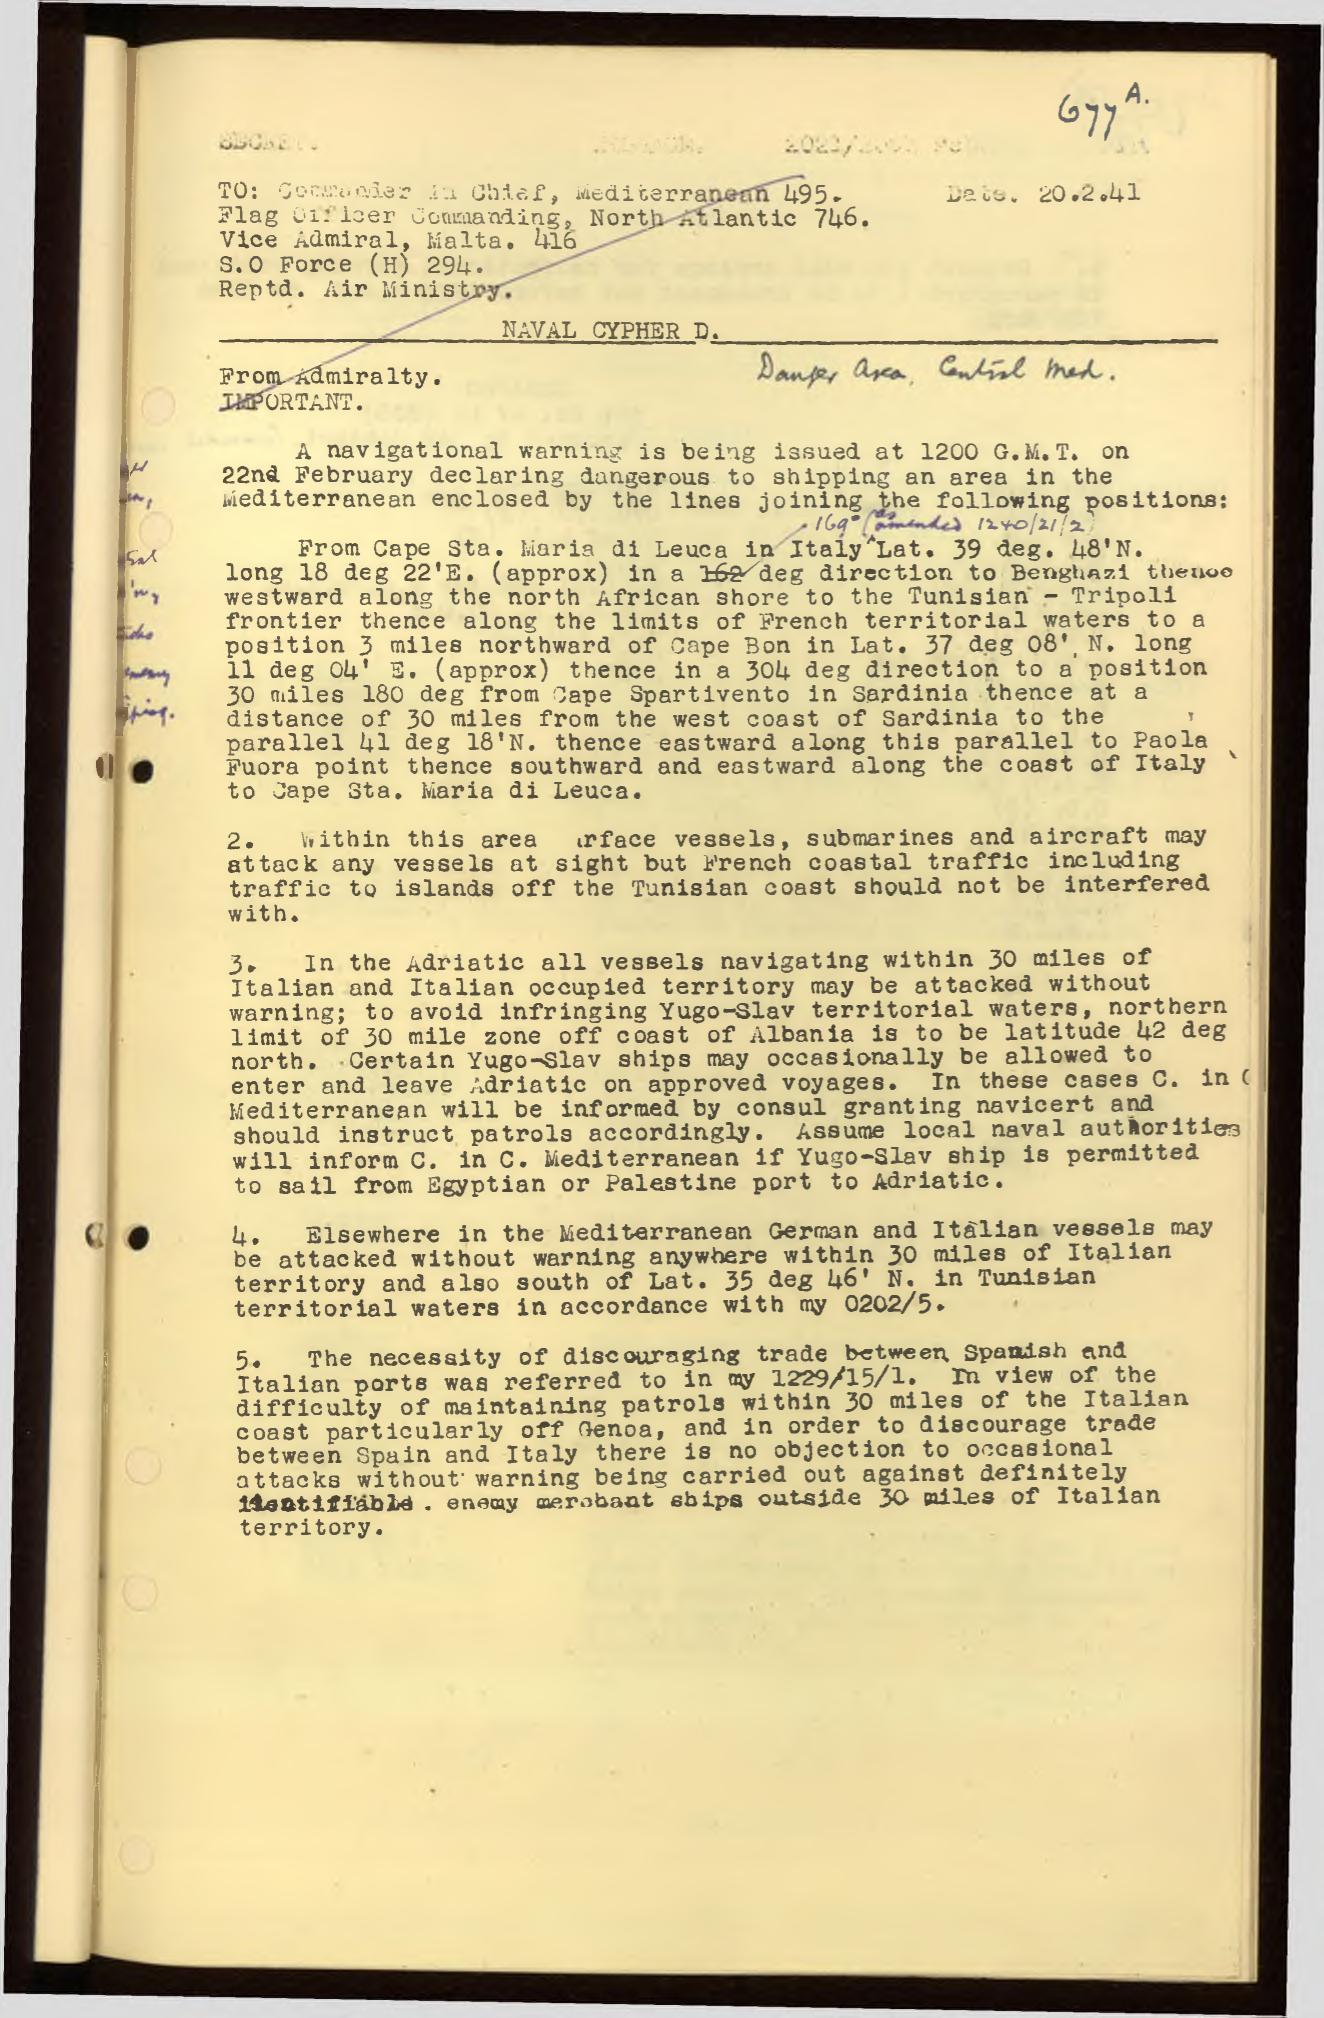 677 A.
SECRET.
TO: Commander in Chief, Mediterranean 495. Date. 20.2.41
Flag Officer Commanding, North Atlantic 746.
Vice Admiral, Malta. 416
S.O Force (H) 294.
Reptd. Air Ministry.
NAVAL CYPHER D.
From Admiralty.
Danger Area, Central Med.
IMPORTANT.
A navigational warning is being issued at 1200 G.M.T. on
22nd February declaring dangerous to shipping an area in the
Mediterranean enclosed by the lines joining the following positions:
169° (as amended 1240/21/2)
From Cape Sta. Maria di Leuca in Italy Lat. 39 deg. 48'N.
long 18 deg 22'E. (approx) in a 162 deg direction to Benghazi thence
westward along the north African shore to the Tunisian - Tripoli
frontier thence along the limits of French territorial waters to a
position 3 miles northward of Cape Bon in Lat. 37 deg 08' N. long
11 deg 04' E. (approx) thence in a 304 deg direction to a position
30 miles 180 deg from Cape Spartivento in Sardinia thence at a
distance of 30 miles from the west coast of Sardinia to the
parallel 41 deg 18'N. thence eastward along this parallel to Paola
Fuora point thence southward and eastward along the coast of Italy
to Cape Sta. Maria di Leuca.
2. Within this area rface vessels, submarines and aircraft may
attack any vessels at sight but French coastal traffic including
traffic to islands off the Tunisian coast should not be interfered
with.
3. In the Adriatic all vessels navigating within 30 miles of
Italian and Italian occupied territory may be attacked without
warning; to avoid infringing Yugo-Slav territorial waters, northern
limit of 30 mile zone off coast of Albania is to be latitude 42 deg
north. Certain Yugo-Slav ships may occasionally be allowed to
enter and leave Adriatic on approved voyages. In these cases C. in C
Mediterranean will be informed by consul granting navicert and
should instruct patrols accordingly. Assume local naval authorities
will inform C. in C. Mediterranean if Yugo-Slav ship is permitted
to sail from Egyptian or Palestine port to Adriatic.
4. Elsewhere in the Mediterranean German and Italian vessels may
be attacked without warning anywhere within 30 miles of Italian
territory and also south of Lat. 35 deg 46' N. in Tunisian
territorial waters in accordance with my 0202/5.
5. The necessity of discouraging trade between Spanish and
Italian ports was referred to in my 1229/15/1. In view of the
difficulty of maintaining patrols within 30 miles of the Italian
coast particularly off Genoa, and in order to discourage trade
between Spain and Italy there is no objection to occasional
attacks without warning being carried out against definitely
identifiable . enemy merchant ships outside 30 miles of Italian
territory.